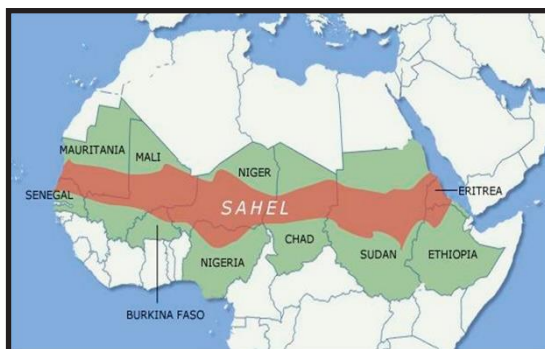 MAURITANIA
MALI
NIGER
ERITREA
SENEGAL
SAHEL
CHAD
NIGERIA
SUDAN
ETHIOPIA
BURKINA FASO